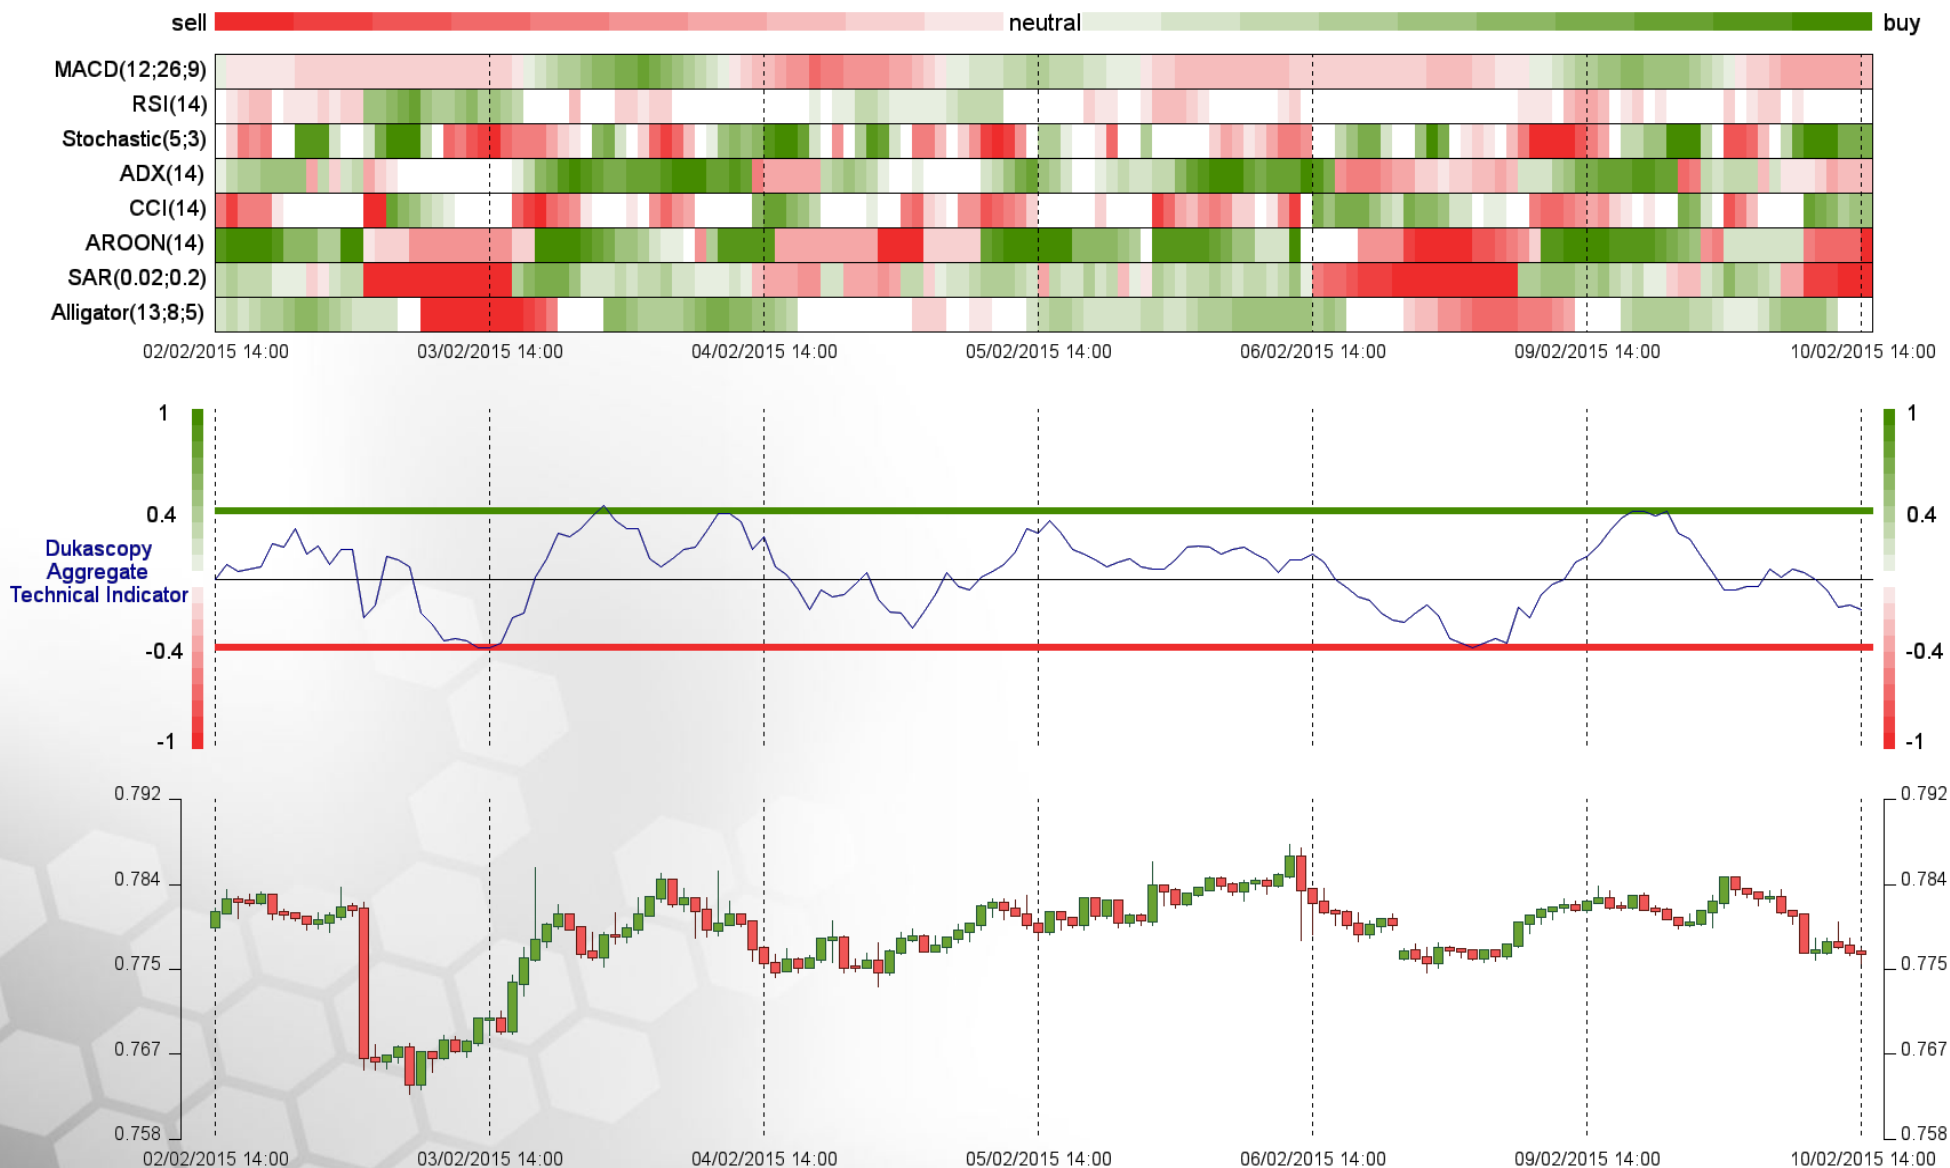 sell neutral buy
MACD(12;26;9)
RSI(14)
Stochastic(5;3)
ADX(14)
CCI(14)
AROON(14)
SAR(0.02;0.2)
Alligator(13;8;5)
02/02/2015 14:00 03/02/2015 14:00 04/02/2015 14:00 05/02/2015 14:00 06/02/2015 14:00 09/02/2015 14:00 10/02/2015 14:00
1 1
0.4 0.4
Dukascopy
Aggregate
Technical Indicator
-0.4 -0.4
-1 -1
0.792 0.792
0.784 0.784
0.775 0.775
0.767 0.767
0.758 0.758
02/02/2015 14:00 03/02/2015 14:00 04/02/2015 14:00 05/02/2015 14:00 06/02/2015 14:00 09/02/2015 14:00 10/02/2015 14:00